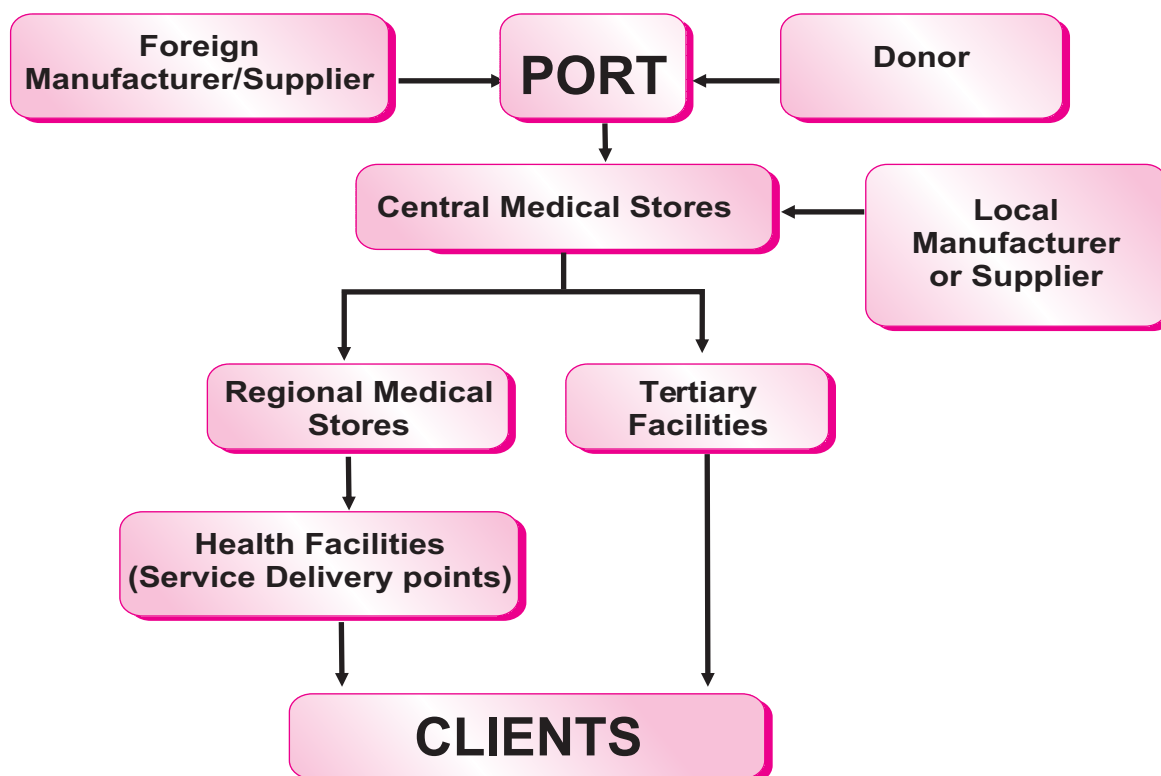 Foreign
Manufacturer/Supplier
PORT
Donor
Central Medical Stores
Local
Manufacturer
or Supplier
Regional Medical
Stores
Tertiary
Facilities
Health Facilities
(Service Delivery points)
CLIENTS